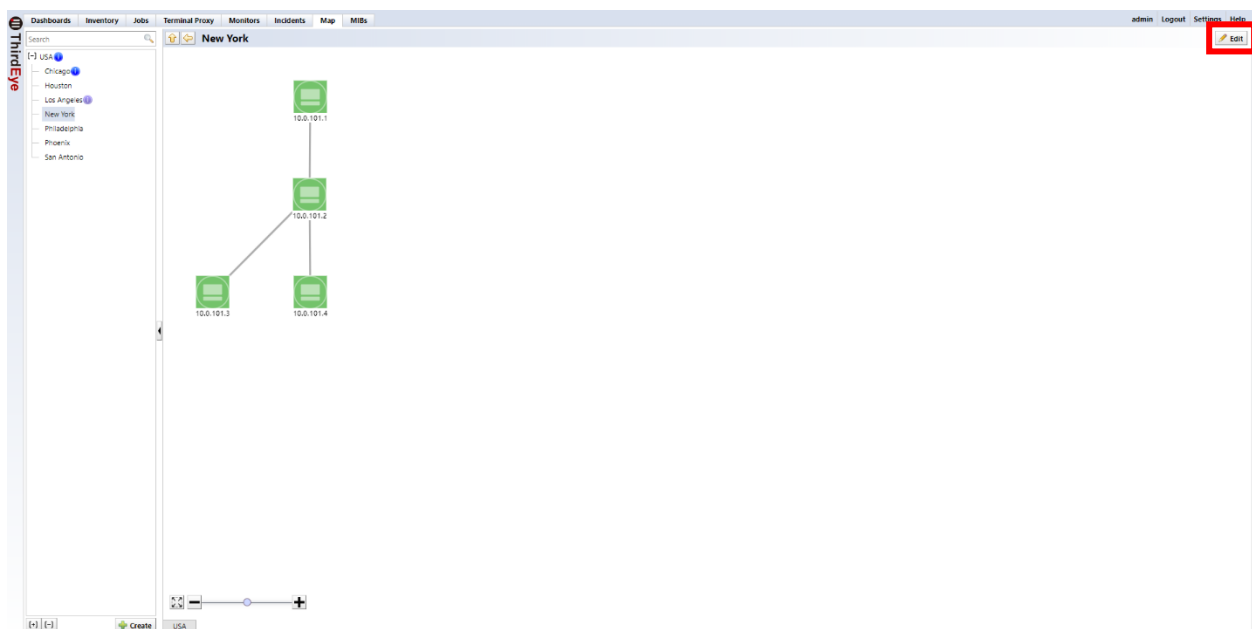 Dashboards Inventory Jobs Terminal Proxy Monitors Incidents Map MIBs admin Logout Settings Help
ThirdEye
Search
New York
Edit
[-] USA
Chicago
Houston
Los Angeles
New York
Philadelphia
Phoenix
San Antonio
10.0.101.1
10.0.101.2
10.0.101.3
10.0.101.4
[+] [-] Create
USA